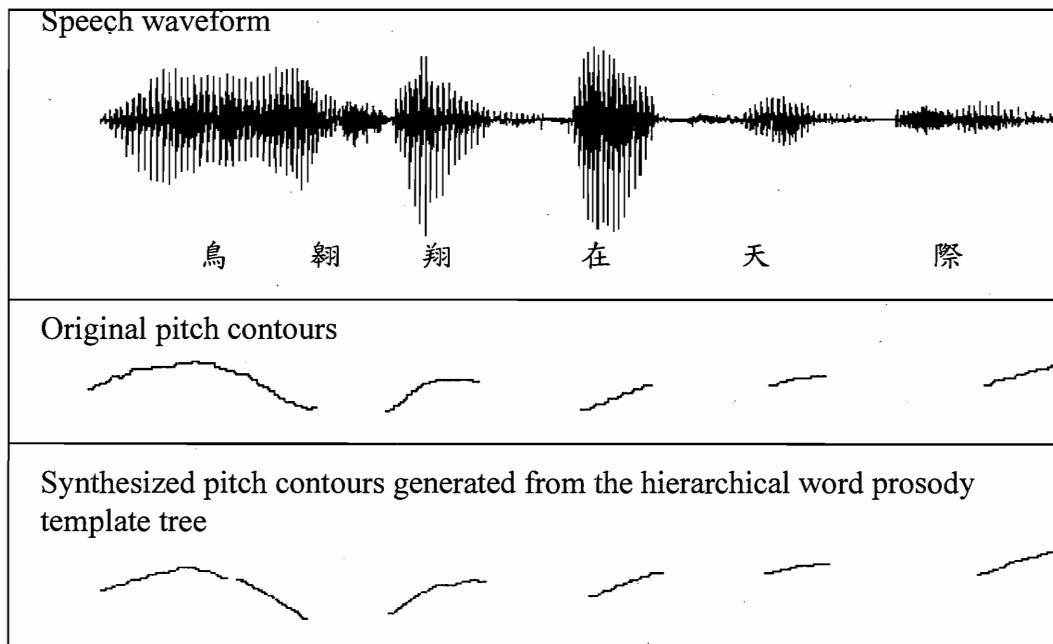 Speech waveform
鳥 翱 翔 在 天 際
Original pitch contours
Synthesized pitch contours generated from the hierarchical word prosody
template tree